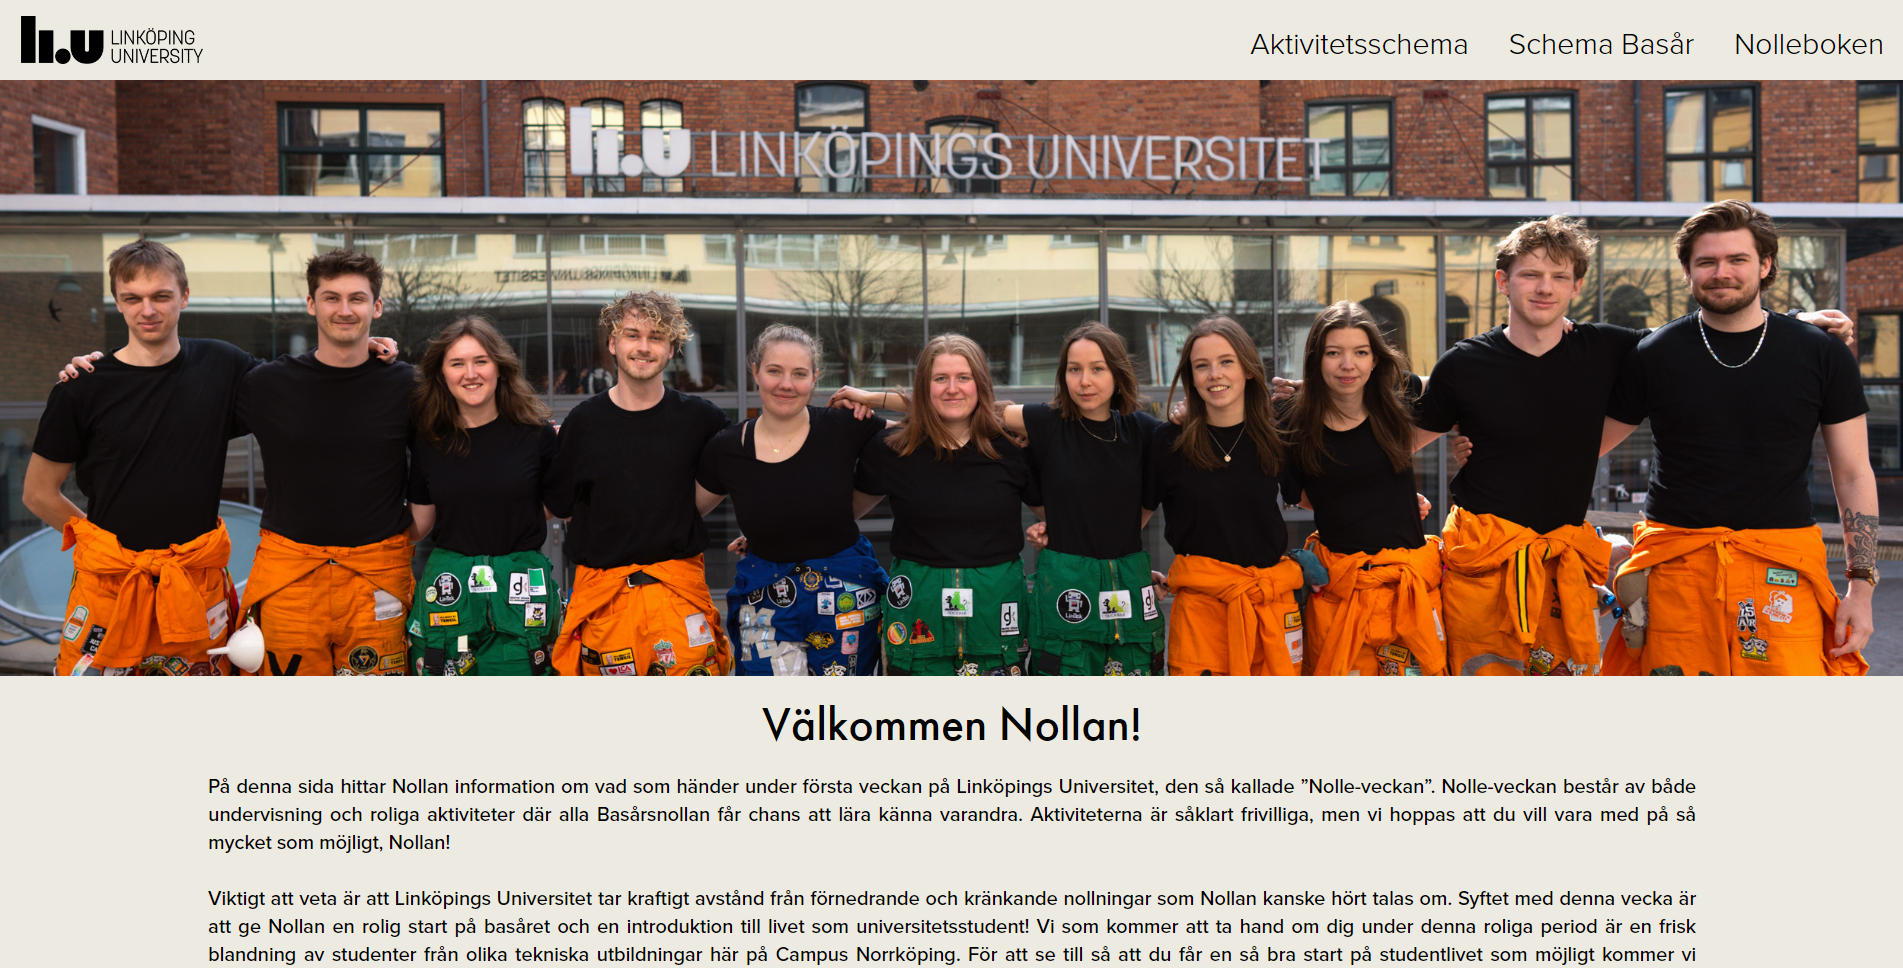 li.u LINKÖPING
UNIVERSITY
Aktivitetsschema Schema Basår Nolleboken
li.u LINKÖPINGS UNIVERSITET
Välkommen Nollan!
På denna sida hittar Nollan information om vad som händer under första veckan på Linköpings Universitet, den så kallade ”Nolle-veckan”. Nolle-veckan består av både
undervisning och roliga aktiviteter där alla Basårsnollan får chans att lära känna varandra. Aktiviteterna är såklart frivilliga, men vi hoppas att du vill vara med på så
mycket som möjligt, Nollan!
Viktigt att veta är att Linköpings Universitet tar kraftigt avstånd från förnedrande och kränkande nollningar som Nollan kanske hört talas om. Syftet med denna vecka är
att ge Nollan en rolig start på basåret och en introduktion till livet som universitetsstudent! Vi som kommer att ta hand om dig under denna roliga period är en frisk
blandning av studenter från olika tekniska utbildningar här på Campus Norrköping. För att se till så att du får en så bra start på studentlivet som möjligt kommer vi